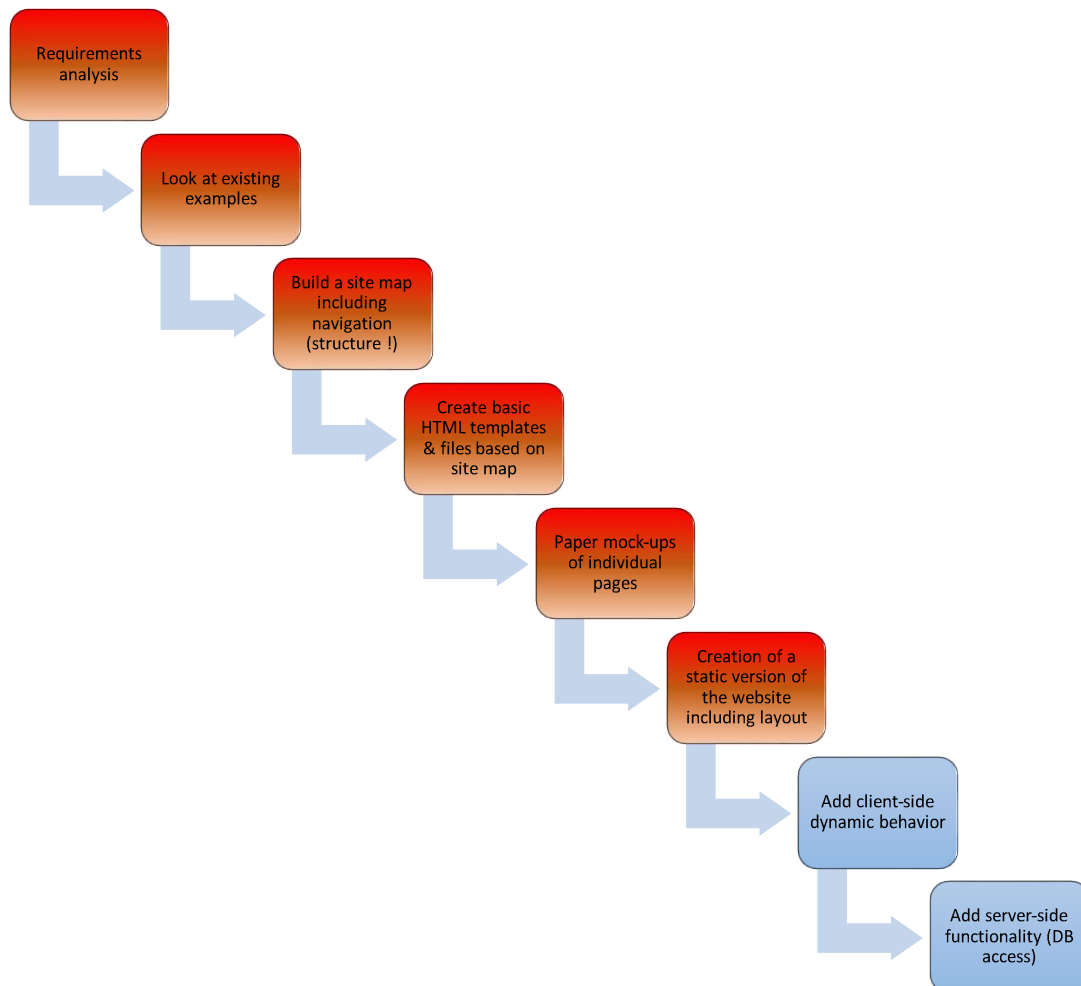 Requirements
analysis
Look at existing
examples
Build a site map
including
navigation
(structure !)
Create basic
HTML templates
& files based on
site map
Paper mock-ups
of individual
pages
Creation of a
static version of
the website
including layout
Add client-side
dynamic behavior
Add server-side
functionality (DB
access)